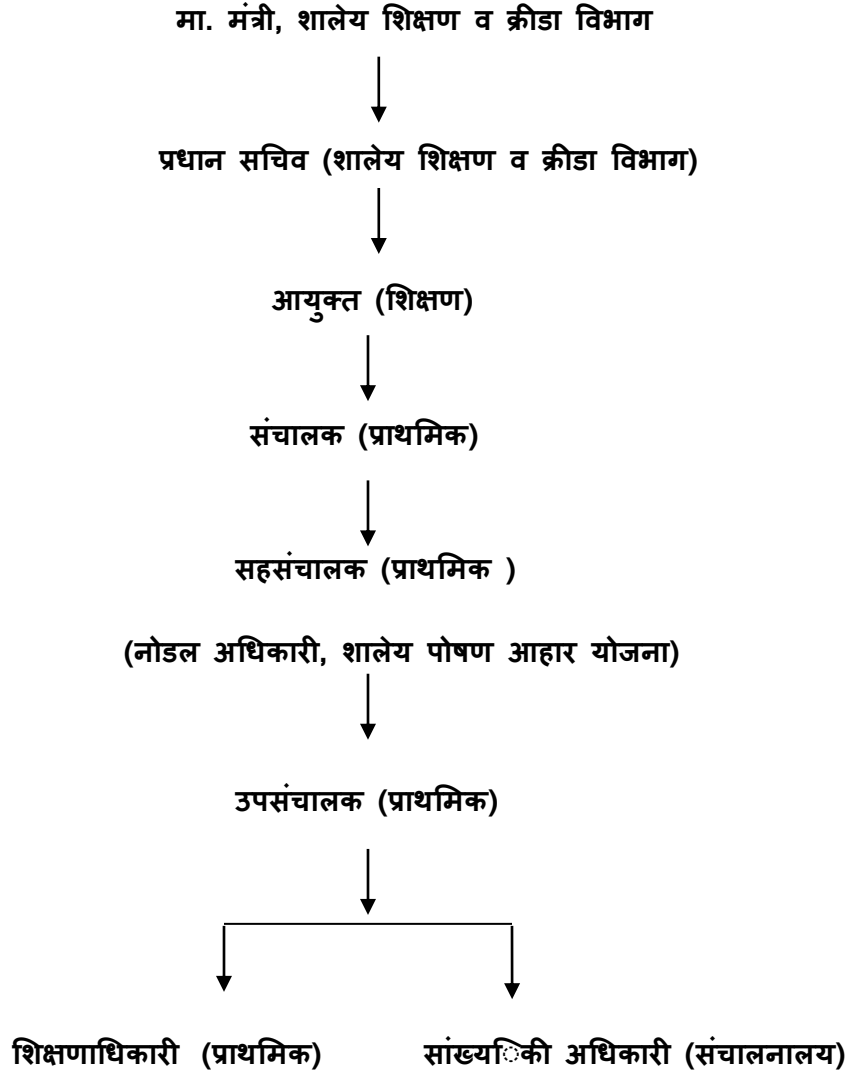 मा. मंत्री, शालेय शिक्षण व क्रीडा विभाग
प्रधान सचिव (शालेय शिक्षण व क्रीडा विभाग)
आयुक्त (शिक्षण)
संचालक (प्राथमिक)
सहसंचालक (प्राथमिक )
(नोडल अधिकारी, शालेय पोषण आहार योजना)
उपसंचालक (प्राथमिक)
शिक्षणाधिकारी (प्राथमिक) सांख्य◌िकी अधिकारी (संचालनालय)